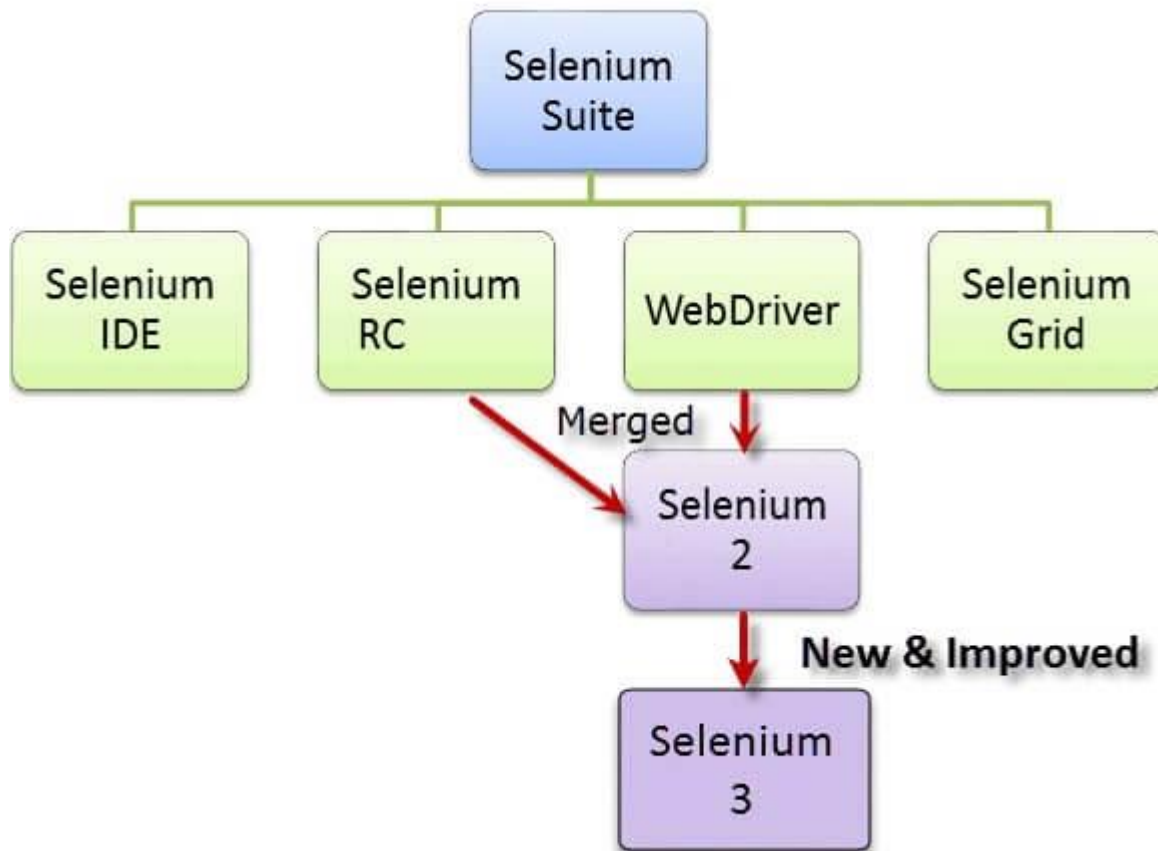 Selenium
Suite
Selenium
IDE
Selenium
RC
WebDriver
Selenium
Grid
Merged
Selenium
2
New & Improved
Selenium
3